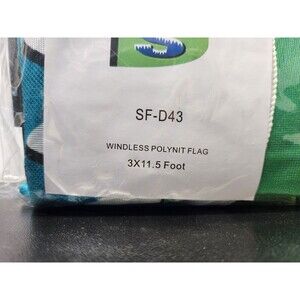 SF-D43
WINDLESS POLYNIT FLAG
3X11.5 Foot